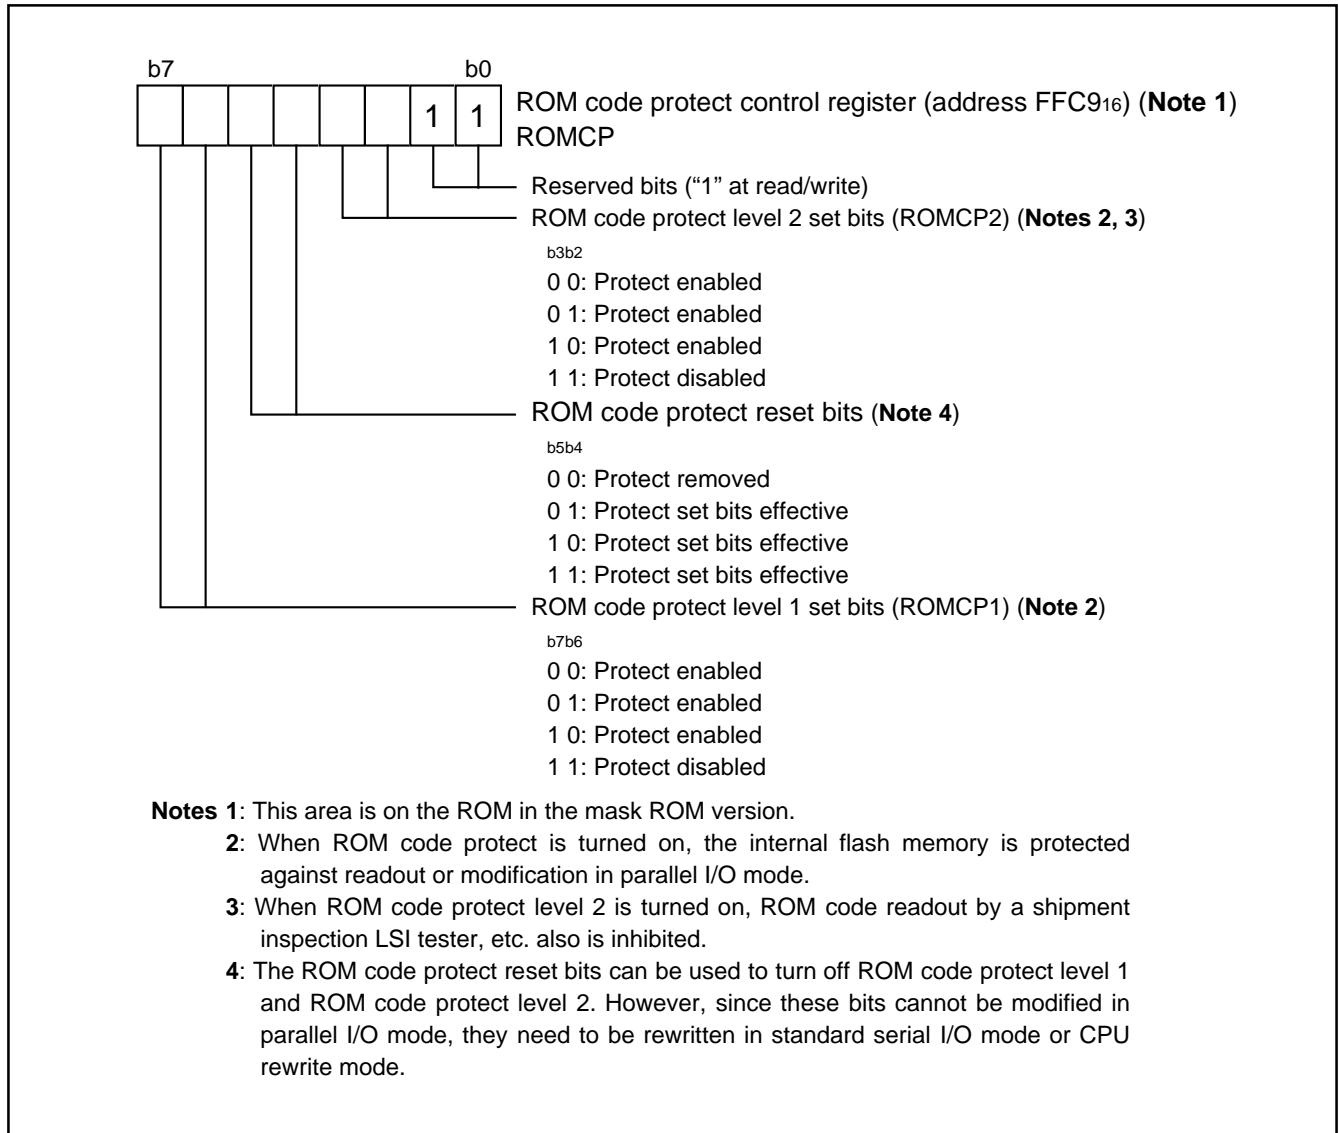 b7 b0
1 1
ROM code protect control register (address FFC916) (Note 1)
ROMCP
Reserved bits (“1” at read/write)
ROM code protect level 2 set bits (ROMCP2) (Notes 2, 3)
b3b2
0 0: Protect enabled
0 1: Protect enabled
1 0: Protect enabled
1 1: Protect disabled
ROM code protect reset bits (Note 4)
b5b4
0 0: Protect removed
0 1: Protect set bits effective
1 0: Protect set bits effective
1 1: Protect set bits effective
ROM code protect level 1 set bits (ROMCP1) (Note 2)
b7b6
0 0: Protect enabled
0 1: Protect enabled
1 0: Protect enabled
1 1: Protect disabled
Notes 1: This area is on the ROM in the mask ROM version.
2: When ROM code protect is turned on, the internal flash memory is protected
against readout or modification in parallel I/O mode.
3: When ROM code protect level 2 is turned on, ROM code readout by a shipment
inspection LSI tester, etc. also is inhibited.
4: The ROM code protect reset bits can be used to turn off ROM code protect level 1
and ROM code protect level 2. However, since these bits cannot be modified in
parallel I/O mode, they need to be rewritten in standard serial I/O mode or CPU
rewrite mode.